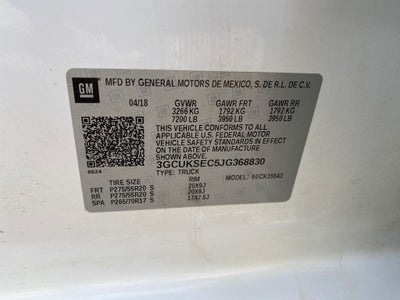 GM
MFD BY GENERAL MOTORS DE MEXICO, S. DE R.L. DE C.V.
04/18 GVWR GAWR FRT GAWR RR
3266 KG 1792 KG 1792 KG
7200 LB 3950 LB 3950 LB
THIS VEHICLE CONFORMS TO ALL
APPLICABLE U.S. FEDERAL MOTOR
VEHICLE SAFETY STANDARDS IN EFFECT
ON THE DATE OF MANUFACTURE
SHOWN ABOVE.
3GCUKSEC5JG368830
0624 TYPE: TRUCK MODEL: 50CK15543
TIRE SIZE RIM
FRT P275/55R20 S 20X9J
RR P275/55R20 S 20X9J
SPA P265/70R17 S 17X7.5J